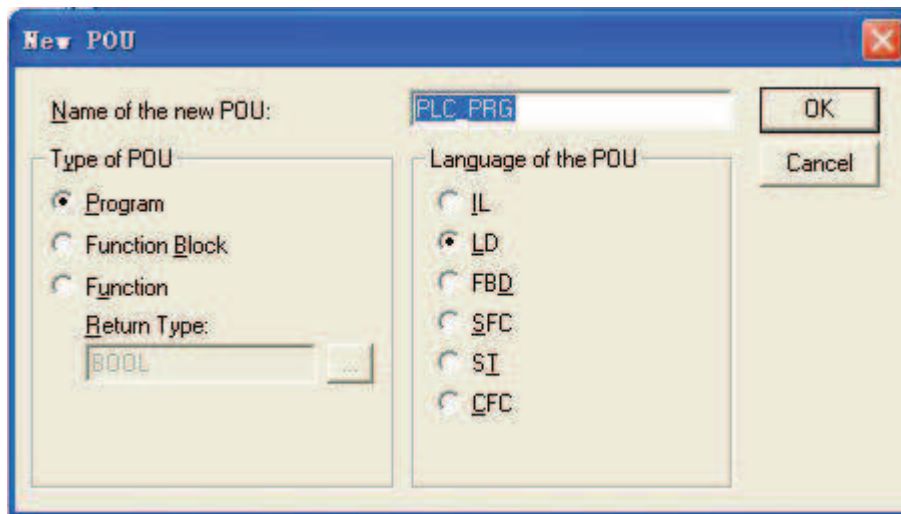 New POU
Name of the new POU:
PLC_PRG
OK
Cancel
Type of POU
Program
Function Block
Function
Return Type:
BOOL
...
Language of the POU
IL
LD
FBD
SFC
ST
CFC